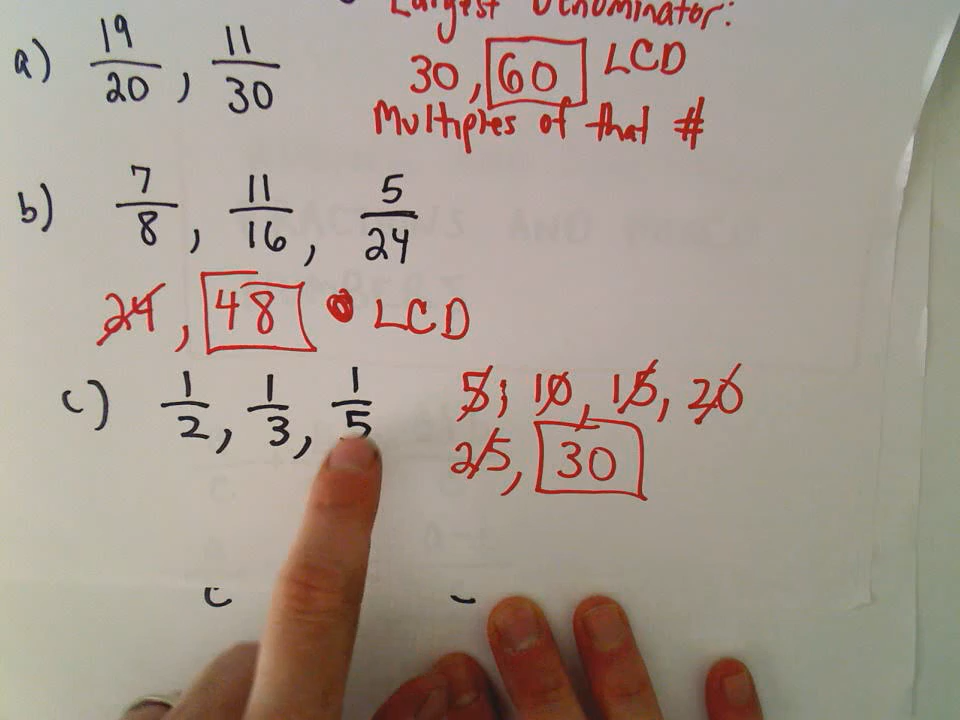 Largest Denominator:
a) 19/20 , 11/30
30, 60 LCD
Multiples of that #
b) 7/8 , 11/16 , 5/24
24, 48 LCD
c) 1/2 , 1/3 , 1/5
5, 10, 15, 20
25, 30